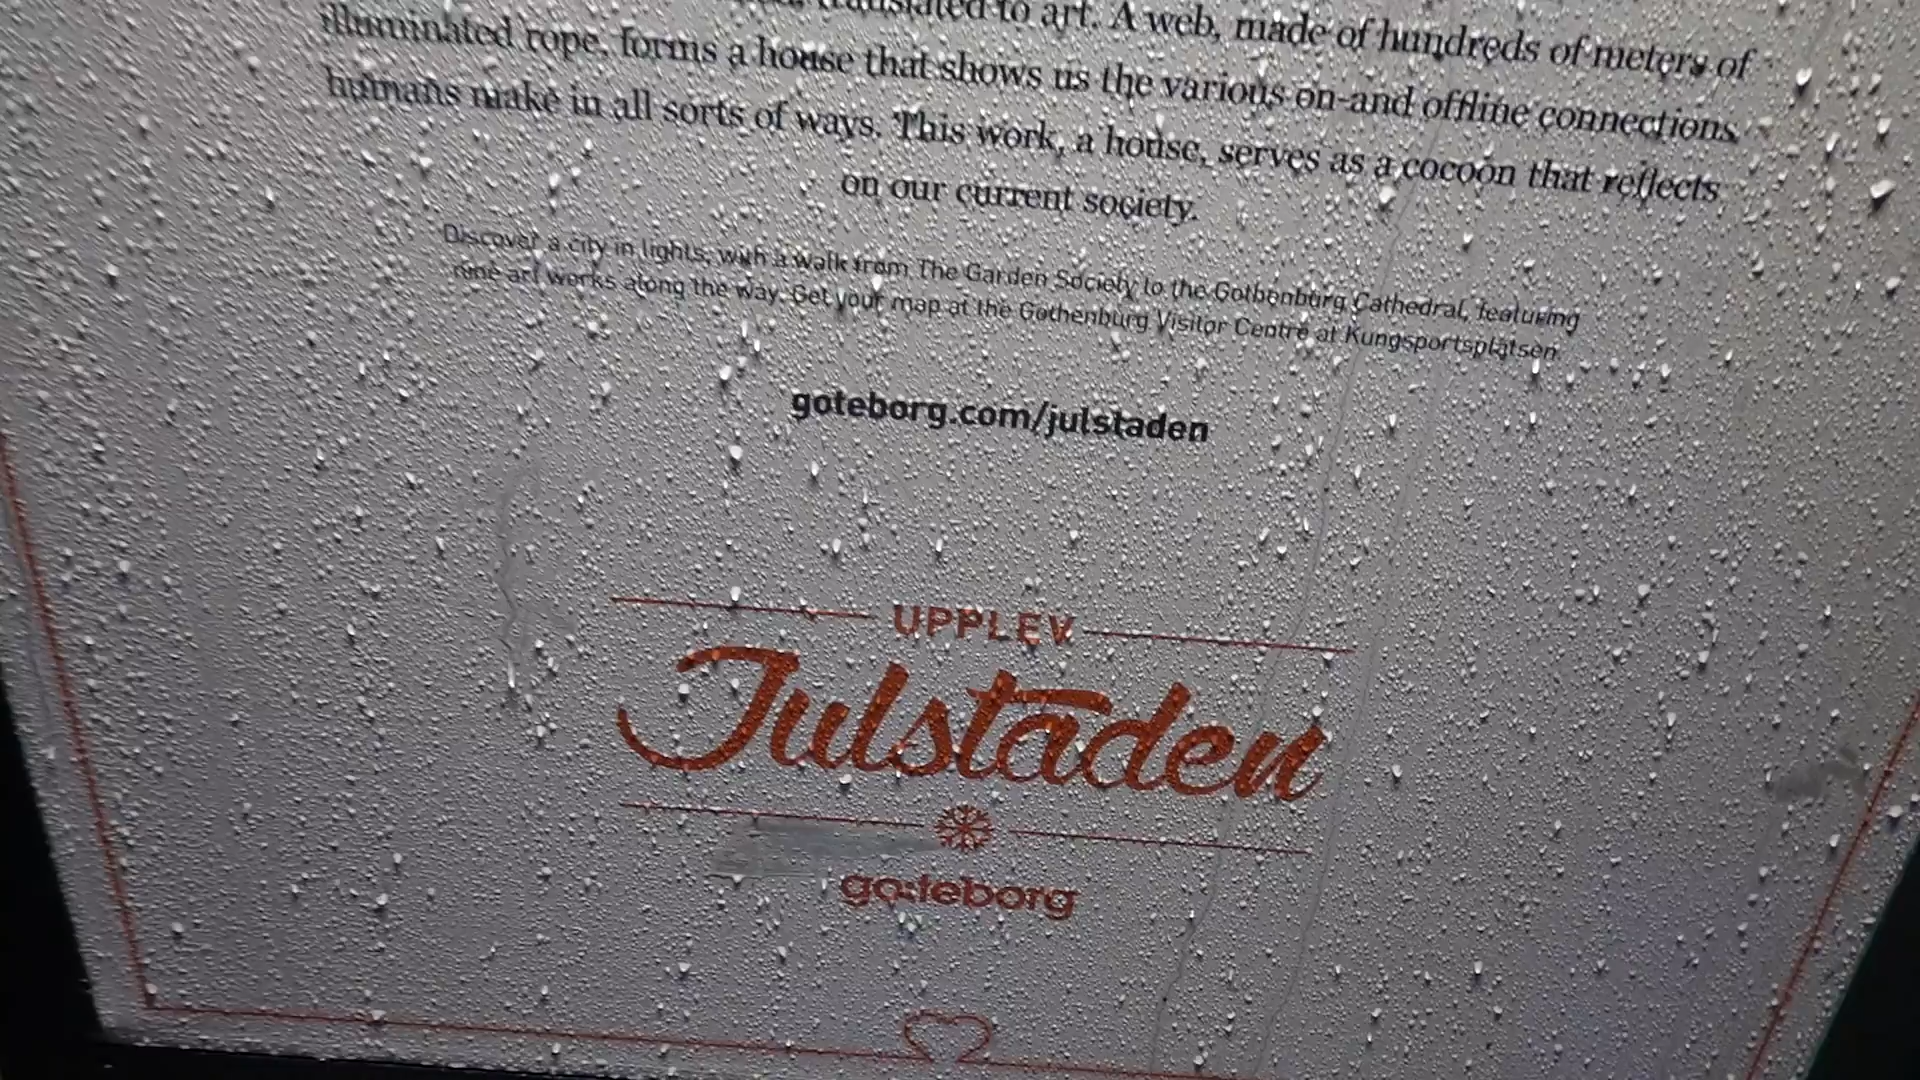 translated to art. A web, made of hundreds of meters of
illuminated rope, forms a house that shows us the various on-and offline connections
humans make in all sorts of ways. This work, a house, serves as a cocoon that reflects
on our current society.
Discover a city in lights, with a walk from The Garden Society to the Gothenburg Cathedral, featuring
nine art works along the way. Get your map at the Gothenburg Visitor Centre at Kungsportsplatsen.
goteborg.com/julstaden
UPPLEV
Julstaden
go:teborg